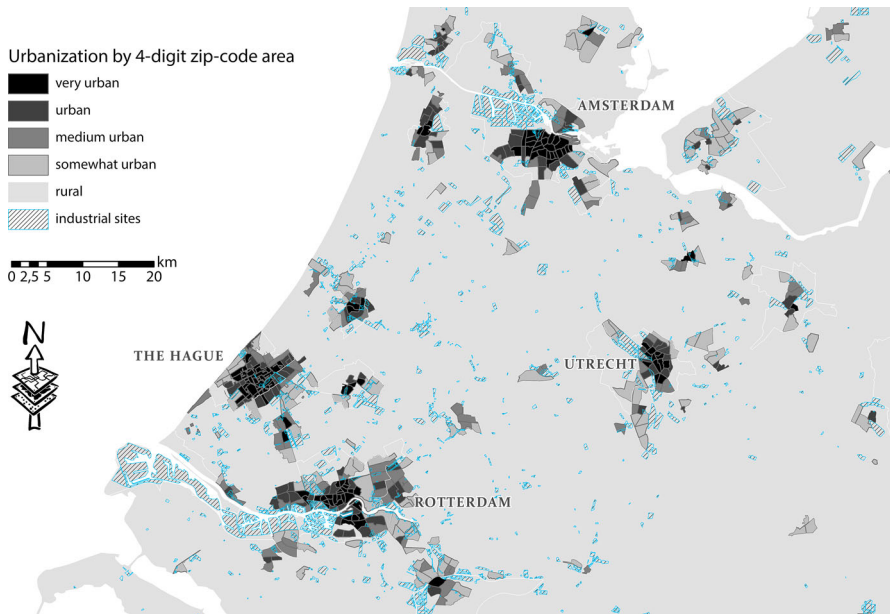 Urbanization by 4-digit zip-code area
very urban
urban
medium urban
somewhat urban
rural
industrial sites
km
0 2,5 5 10 15 20
N
AMSTERDAM
THE HAGUE
UTRECHT
ROTTERDAM